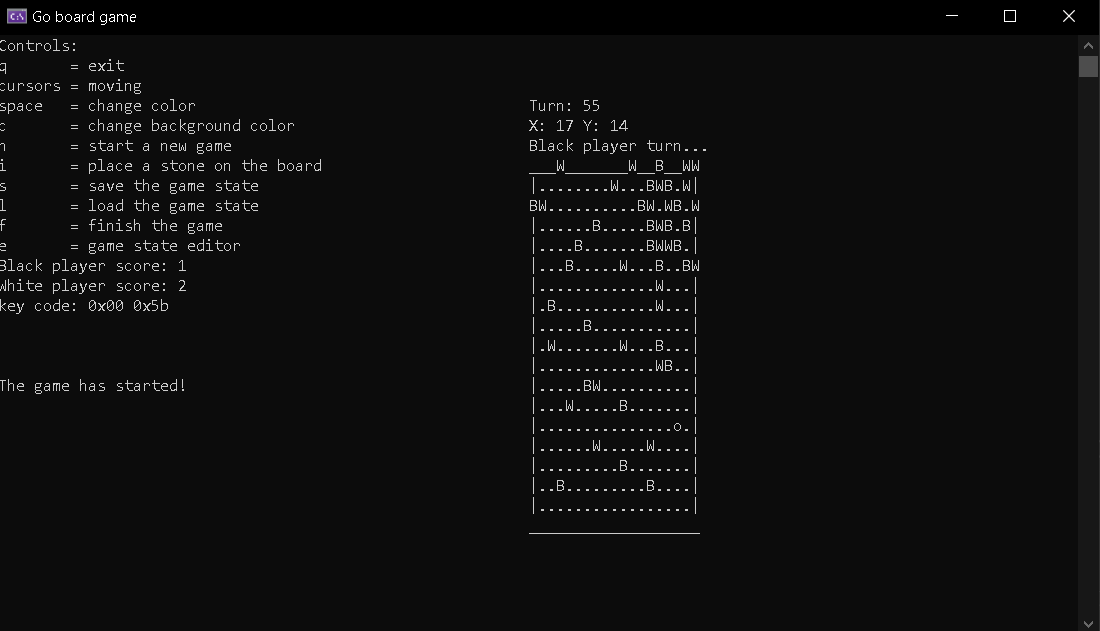 Go board game
Controls:
q       = exit
cursors = moving
space   = change color
c       = change background color
n       = start a new game
i       = place a stone on the board
s       = save the game state
l       = load the game state
f       = finish the game
e       = game state editor
Black player score: 1
White player score: 2
key code: 0x00 0x5b
The game has started!
Turn: 55
X: 17 Y: 14
Black player turn...
___W_______W__B__WW
|........W...BWB.W|
BW..........BW.WB.W
|......B.....BWB.B|
|....B.......BWWB.|
|...B.....W...B..BW
|.............W...|
|.B...........W...|
|.....B...........|
|.W.......W...B...|
|.............WB..|
|.....BW..........|
|...W.....B.......|
|...............o.|
|......W.....W....|
|.........B.......|
|..B.........B....|
|.................|
___________________